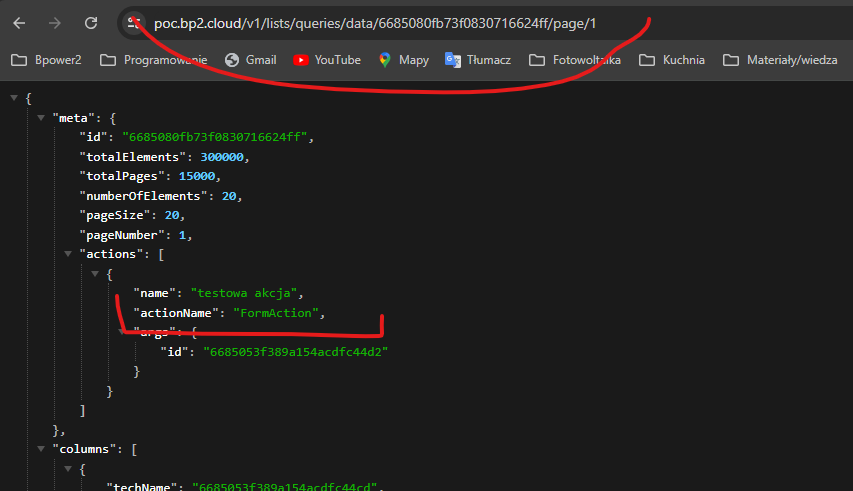 poc.bp2.cloud/v1/lists/queries/data/6685080fb73f0830716624ff/page/1
Bpower2 Programowanie Gmail YouTube Mapy Tłumacz Fotowoltaika Kuchnia Materiały/wiedza
{
"meta": {
"id": "6685080fb73f0830716624ff",
"totalElements": 300000,
"totalPages": 15000,
"numberOfElements": 20,
"pageSize": 20,
"pageNumber": 1,
"actions": [
{
"name": "testowa akcja",
"actionName": "FormAction",
"args": {
"id": "6685053f389a154acdfc44d2"
}
}
]
},
"columns": [
{
"techName": "6685053f389a154acdfc44cd",